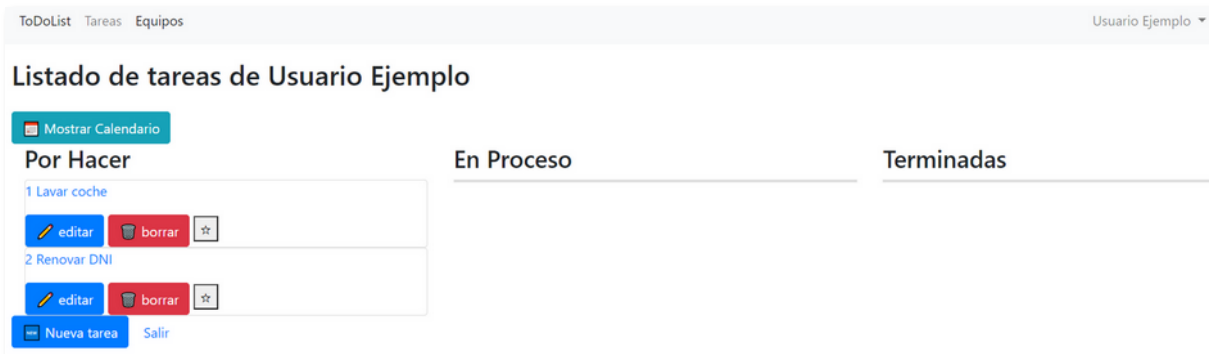 ToDoList Tareas Equipos Usuario Ejemplo
Listado de tareas de Usuario Ejemplo
Mostrar Calendario
Por Hacer En Proceso Terminadas
1 Lavar coche
editar borrar
2 Renovar DNI
editar borrar
Nueva tarea Salir